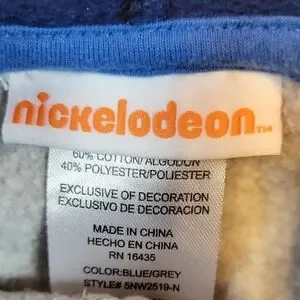 nickelodeon™
60% COTTON/ALGODON
40% POLYESTER/POLIESTER
EXCLUSIVE OF DECORATION
EXCLUSIVO DE DECORACION
MADE IN CHINA
HECHO EN CHINA
RN 16435
COLOR:BLUE/GREY
STYLE# 5NW2519-N